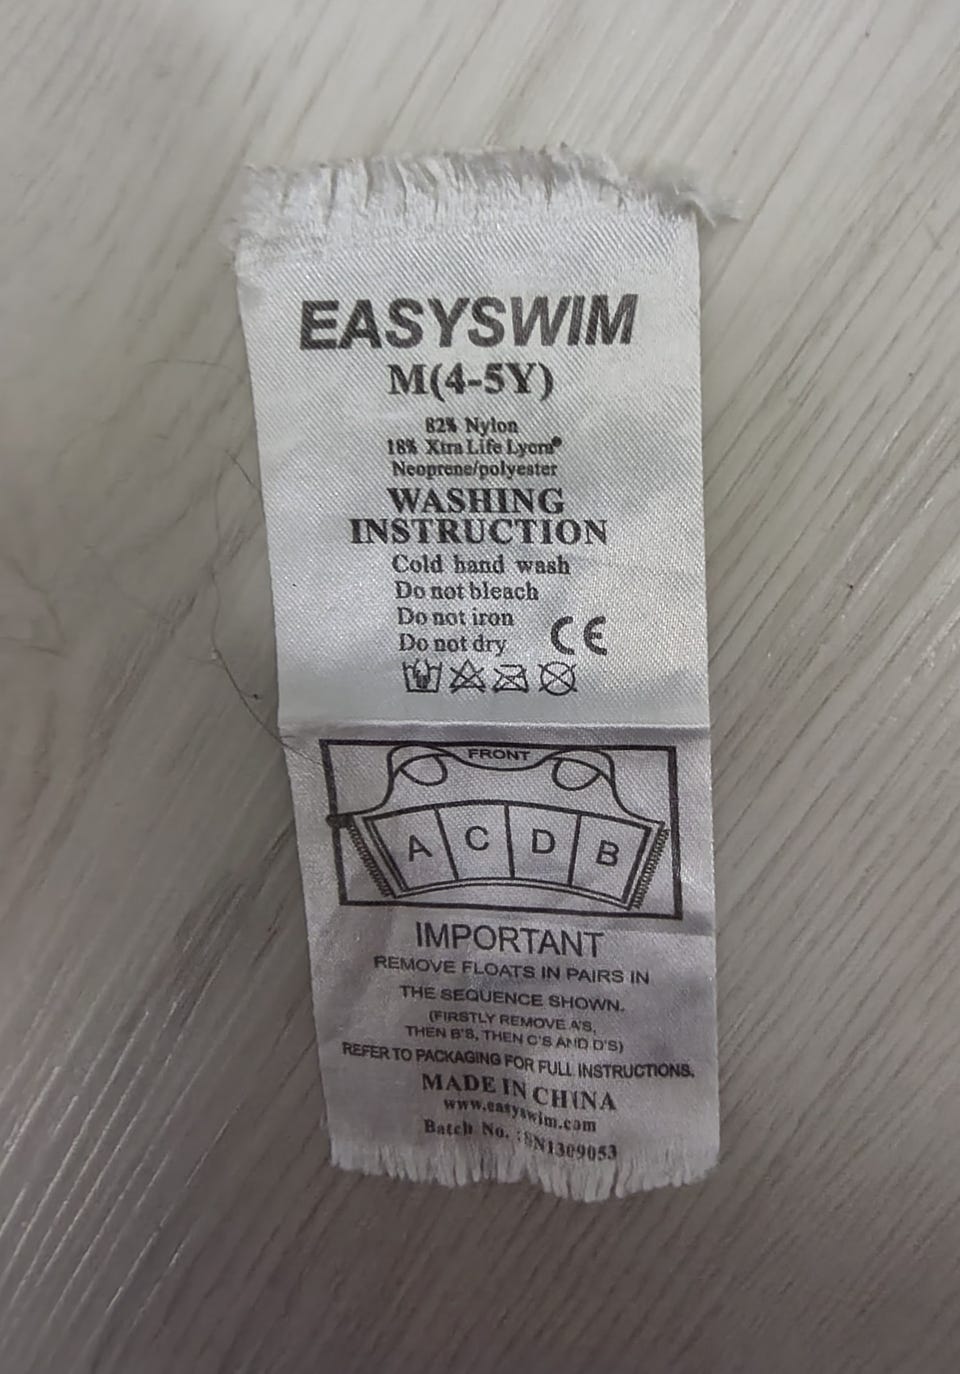 EASYSWIM
M(4-5Y)
82% Nylon
18% Xtra Life Lycra®
Neoprene/polyester
WASHING
INSTRUCTION
Cold hand wash
Do not bleach
Do not iron
Do not dry
CE
FRONT
A C D B
IMPORTANT
REMOVE FLOATS IN PAIRS IN
THE SEQUENCE SHOWN.
(FIRSTLY REMOVE A'S,
THEN B'S, THEN C'S AND D'S)
REFER TO PACKAGING FOR FULL INSTRUCTIONS.
MADE IN CHINA
www.easyswim.com
Batch No. :SN1309053